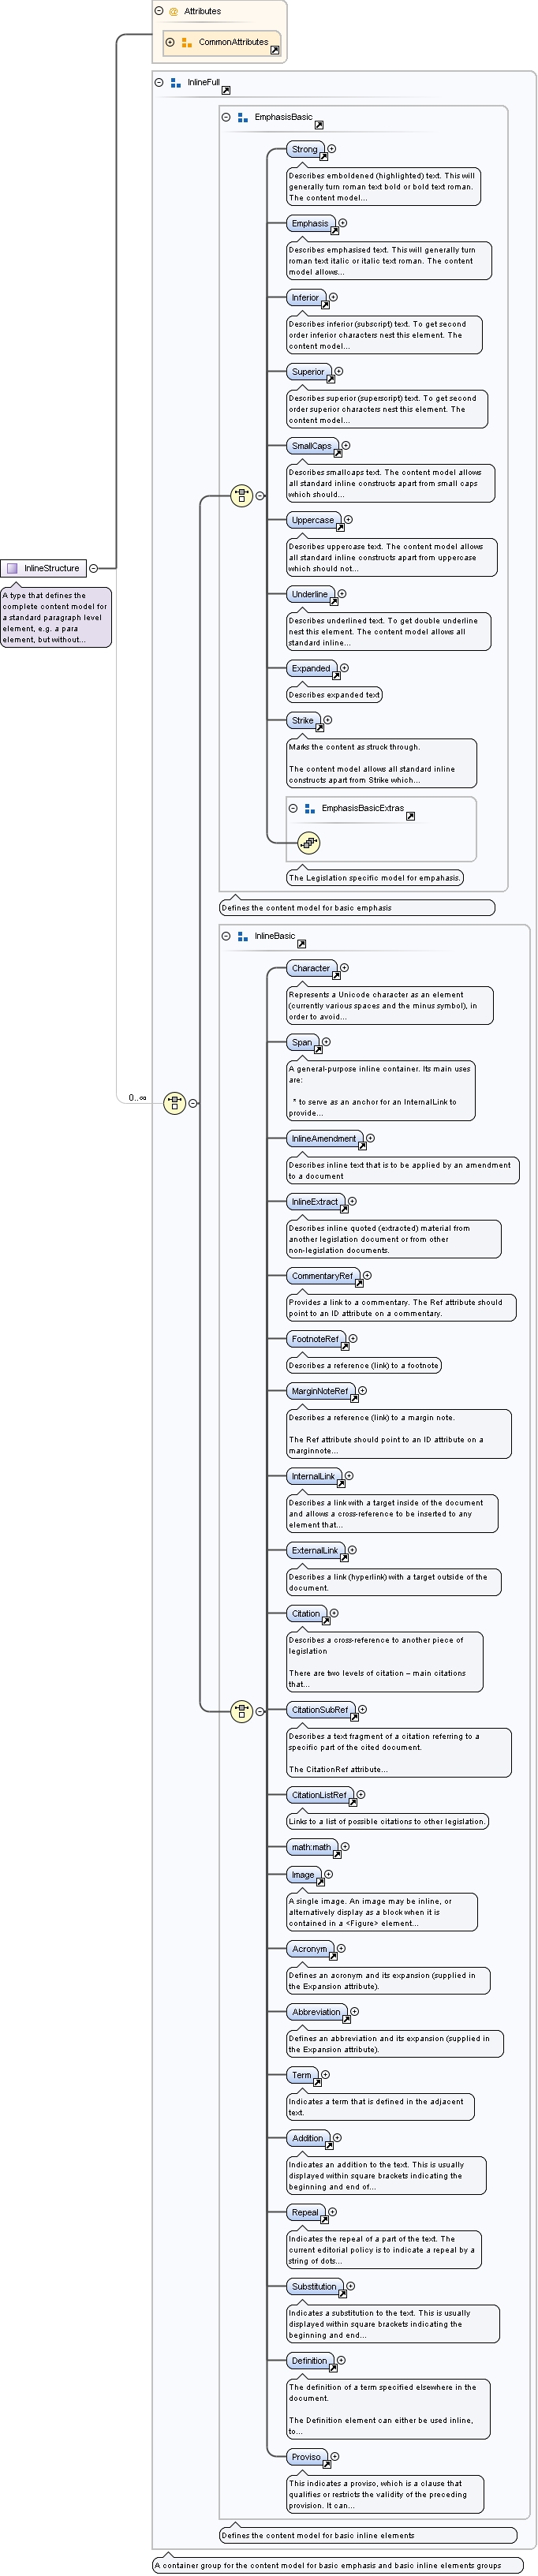 Attributes
CommonAttributes
InlineFull
EmphasisBasic
Strong
Describes emboldened (highlighted) text. This will
generally turn roman text bold or bold text roman.
The content model...
Emphasis
Describes emphasised text. This will generally turn
roman text italic or italic text roman. The content
model allows...
Inferior
Describes inferior (subscript) text. To get second
order inferior characters nest this element. The
content model...
Superior
Describes superior (superscript) text. To get second
order superior characters nest this element. The
content model...
SmallCaps
Describes smallcaps text. The content model allows
all standard inline constructs apart from small caps
which should...
Uppercase
Describes uppercase text. The content model allows
all standard inline constructs apart from uppercase
which should not...
InlineStructure
A type that defines the
complete content model for
a standard paragraph level
element, e.g. a para
element, but without...
Underline
Describes underlined text. To get double underline
nest this element. The content model allows all
standard inline...
Expanded
Describes expanded text
Strike
Marks the content as struck through.
The content model allows all standard inline
constructs apart from Strike which...
EmphasisBasicExtras
The Legislation specific model for empahasis.
Defines the content model for basic emphasis
InlineBasic
Character
Represents a Unicode character as an element
(currently various spaces and the minus symbol), in
order to avoid...
Span
A general-purpose inline container. Its main uses
are:
* to serve as an anchor for an InternalLink to
provide...
0..∞
InlineAmendment
Describes inline text that is to be applied by an amendment
to a document
InlineExtract
Describes inline quoted (extracted) material from
another legislation document or from other
non-legislation documents.
CommentaryRef
Provides a link to a commentary. The Ref attribute should
point to an ID attribute on a commentary.
FootnoteRef
Describes a reference (link) to a footnote
MarginNoteRef
Describes a reference (link) to a margin note.
The Ref attribute should point to an ID attribute on a
marginnote...
InternalLink
Describes a link with a target inside of the document
and allows a cross-reference to be inserted to any
element that...
ExternalLink
Describes a link (hyperlink) with a target outside of the
document.
Citation
Describes a cross-reference to another piece of
legislation
There are two levels of citation – main citations
that...
CitationSubRef
Describes a text fragment of a citation referring to a
specific part of the cited document.
The CitationRef attribute...
CitationListRef
Links to a list of possible citations to other legislation.
math:math
Image
A single image. An image may be inline, or
alternatively display as a block when it is
contained in a <Figure> element...
Acronym
Defines an acronym and its expansion (supplied in
the Expansion attribute).
Abbreviation
Defines an abbreviation and its expansion (supplied in
the Expansion attribute).
Term
Indicates a term that is defined in the adjacent
text.
Addition
Indicates an addition to the text. This is usually
displayed within square brackets indicating the
beginning and end of...
Repeal
Indicates the repeal of a part of the text. The
current editorial policy is to indicate a repeal by a
string of dots...
Substitution
Indicates a substitution to the text. This is usually
displayed within square brackets indicating the
beginning and end...
Definition
The definition of a term specified elsewhere in the
document.
The Definition element can either be used inline,
to...
Proviso
This indicates a proviso, which is a clause that
qualifies or restricts the validity of the preceding
provision. It can...
Defines the content model for basic inline elements
A container group for the content model for basic emphasis and basic inline elements groups